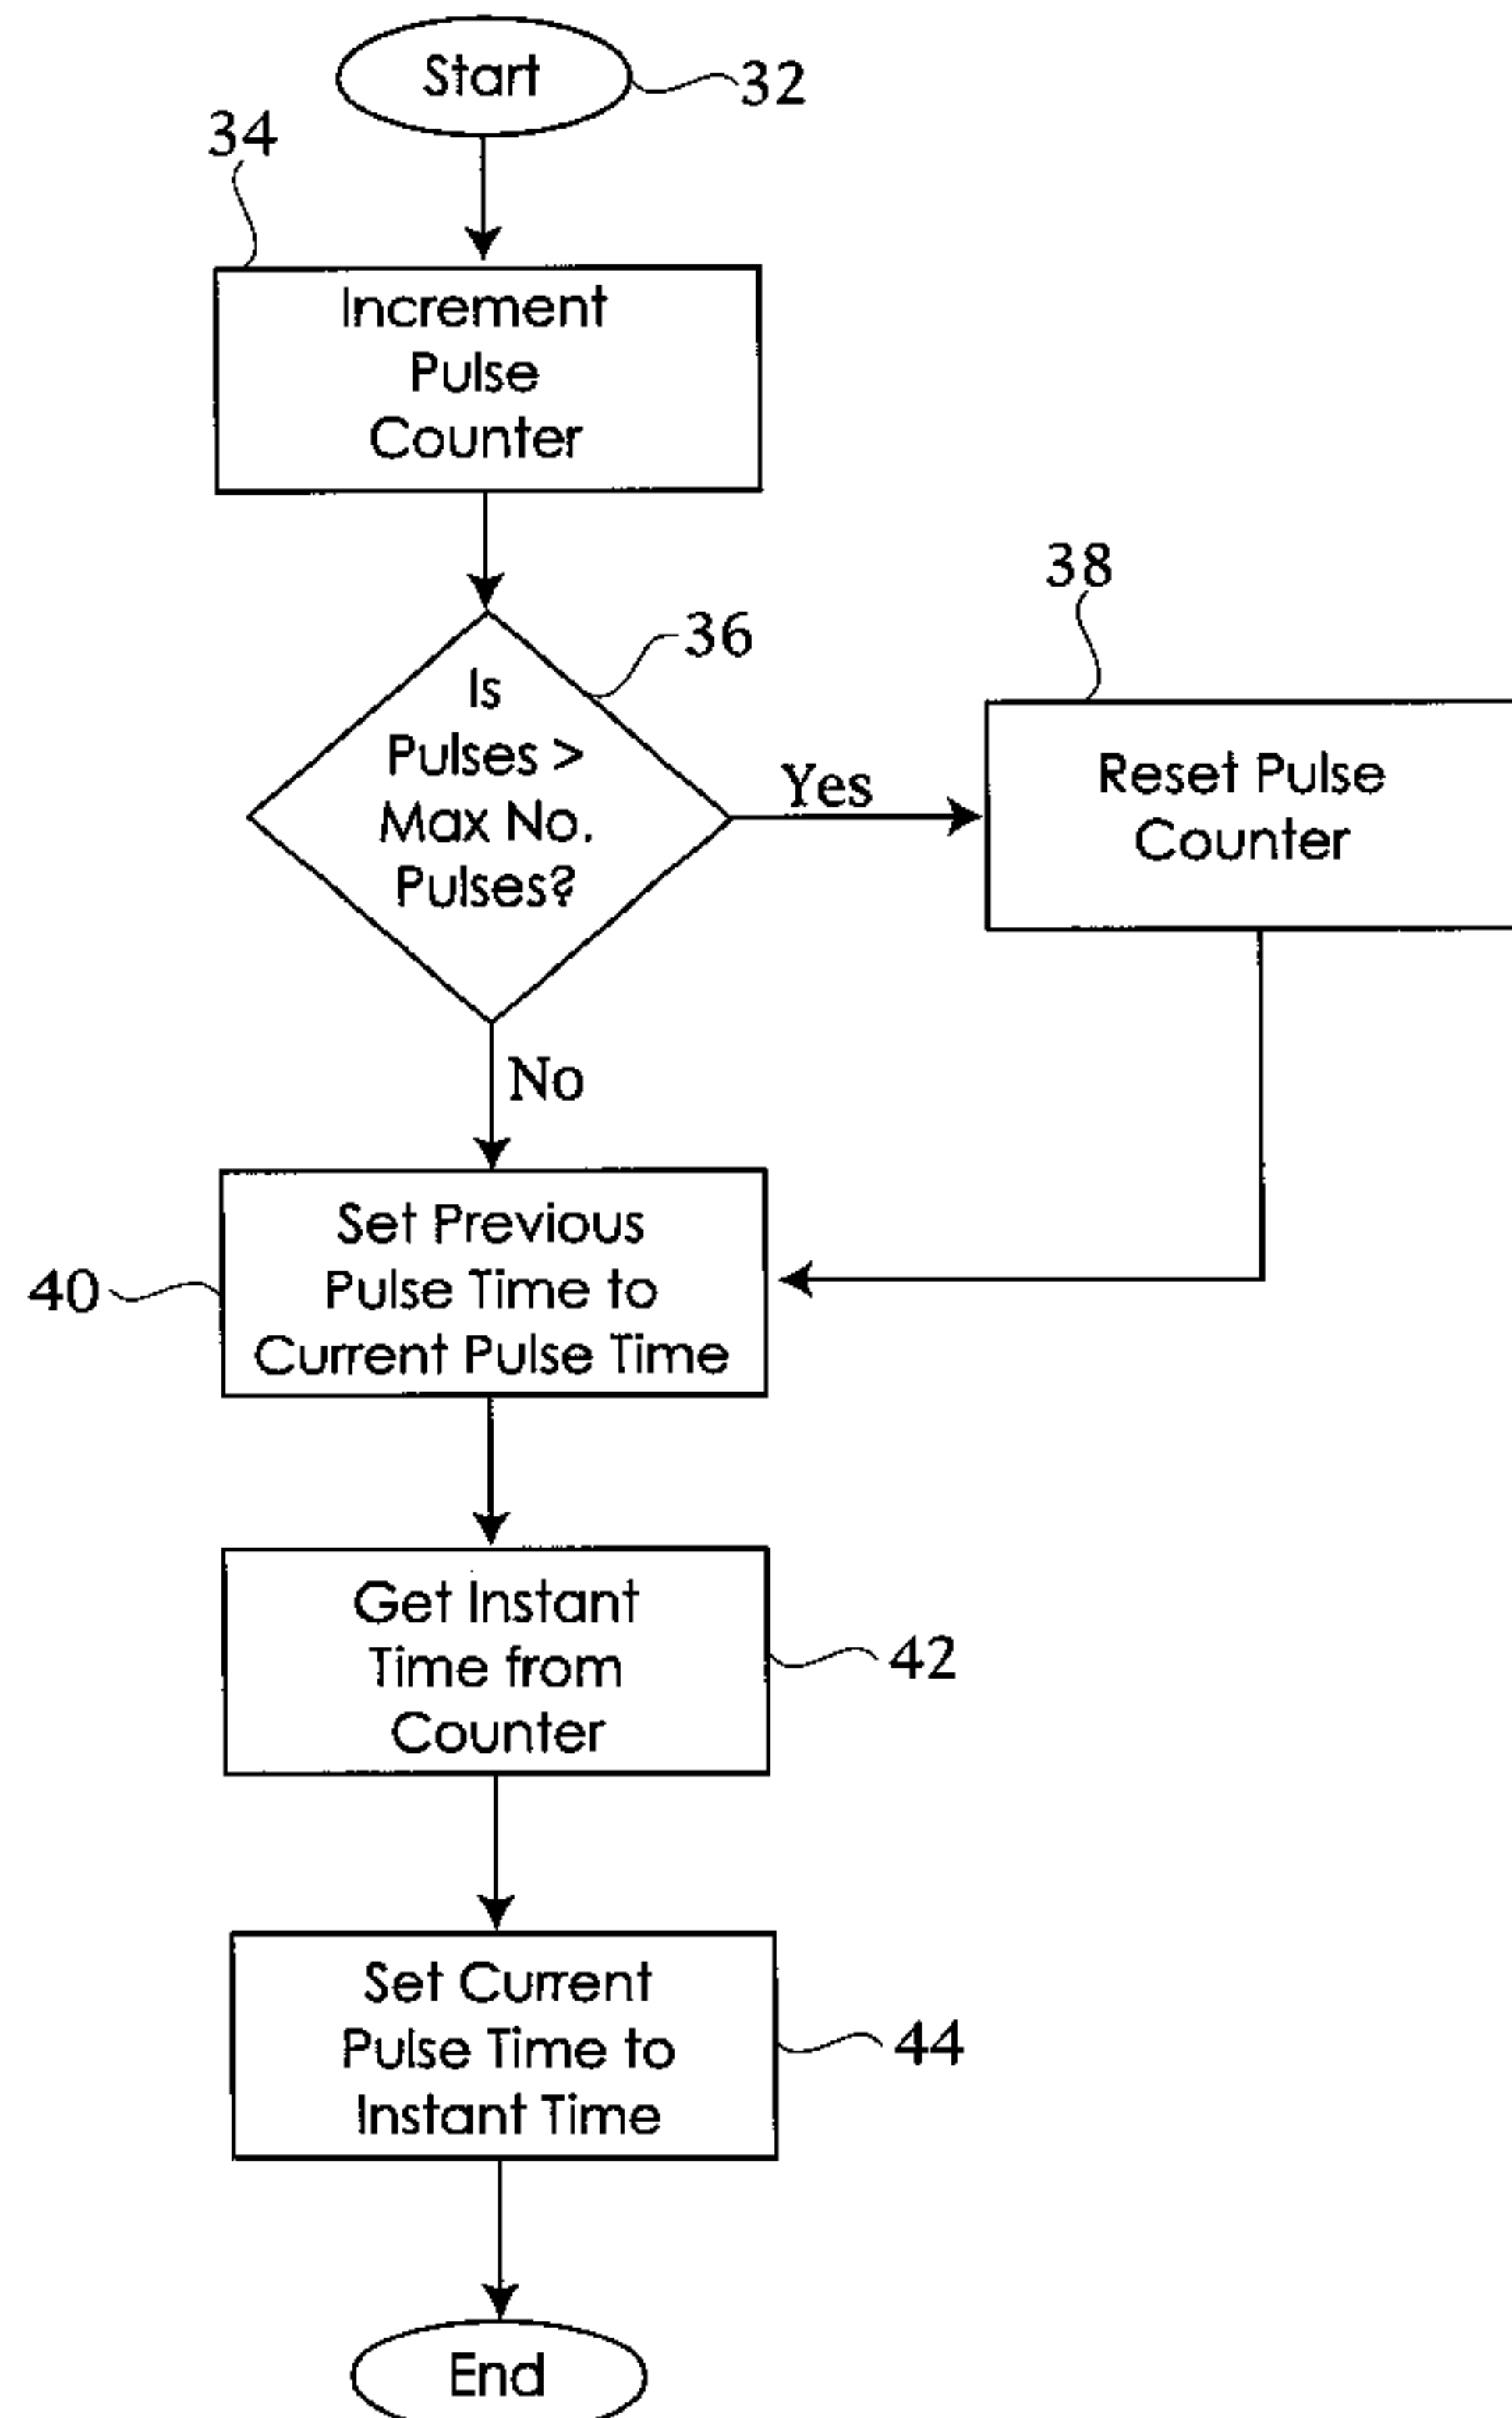 Start
32
34
Increment
Pulse
Counter
36
Is
Pulses >
Max No.
Pulses?
Yes
38
Reset Pulse
Counter
No
40
Set Previous
Pulse Time to
Current Pulse Time
Get Instant
Time from
Counter
42
Set Current
Pulse Time to
Instant Time
44
End